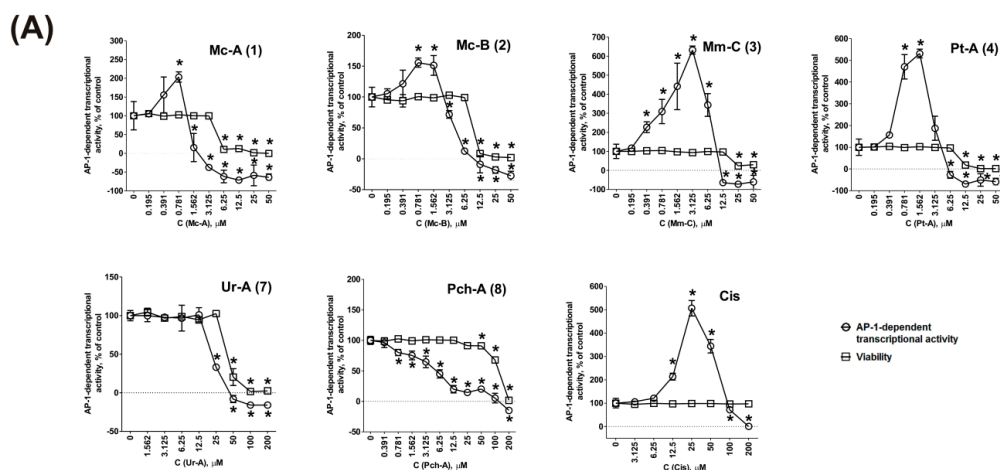 (A)
Mc-A (1)
AP-1-dependent transcriptional
activity, % of control
250
200
150
100
50
0
-50
-100
* * * * * * * * *
0
0.195
0.391
0.781
1.562
3.125
6.25
12.5
25
50
C (Mc-A), µM
Mc-B (2)
AP-1-dependent transcriptional
activity, % of control
200
150
100
50
0
-50
* * * * * * * * *
0
0.195
0.391
0.781
1.562
3.125
6.25
12.5
25
50
C (Mc-B), µM
Mm-C (3)
AP-1-dependent transcriptional
activity, % of control
700
600
500
400
300
200
100
0
-100
* * * * * * * * * *
0
0.195
0.391
0.781
1.562
3.125
6.25
12.5
25
50
C (Mm-C), µM
Pt-A (4)
AP-1-dependent transcriptional
activity, % of control
600
500
400
300
200
100
0
-100
* * * * * * * *
0
0.195
0.391
0.781
1.562
3.125
6.25
12.5
25
50
C (Pt-A), µM
Ur-A (7)
AP-1-dependent transcriptional
activity, % of control
150
100
50
0
-50
* * * * * * *
0
1.562
3.125
6.25
12.5
25
50
100
200
C (Ur-A), µM
Pch-A (8)
AP-1-dependent transcriptional
activity, % of control
150
100
50
0
-50
* * * * * * * * * * * *
0
0.391
0.781
1.562
3.125
6.25
12.5
25
50
100
200
C (Pch-A), µM
Cis
AP-1-dependent transcriptional
activity, % of control
600
500
400
300
200
100
0
* * * * *
0
3.125
6.25
12.5
25
50
100
200
C (Cis), µM
AP-1-dependent
transcriptional activity
Viability